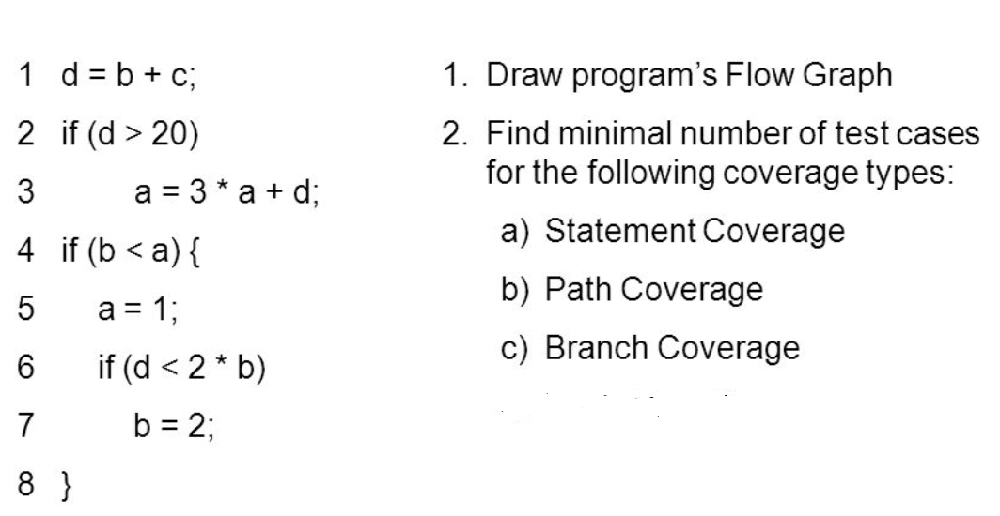 1 d = b + c;
2 if (d > 20)
3 a = 3 * a + d;
4 if (b < a) {
5 a = 1;
6 if (d < 2 * b)
7 b = 2;
8 }
1. Draw program’s Flow Graph
2. Find minimal number of test cases
for the following coverage types:
a) Statement Coverage
b) Path Coverage
c) Branch Coverage